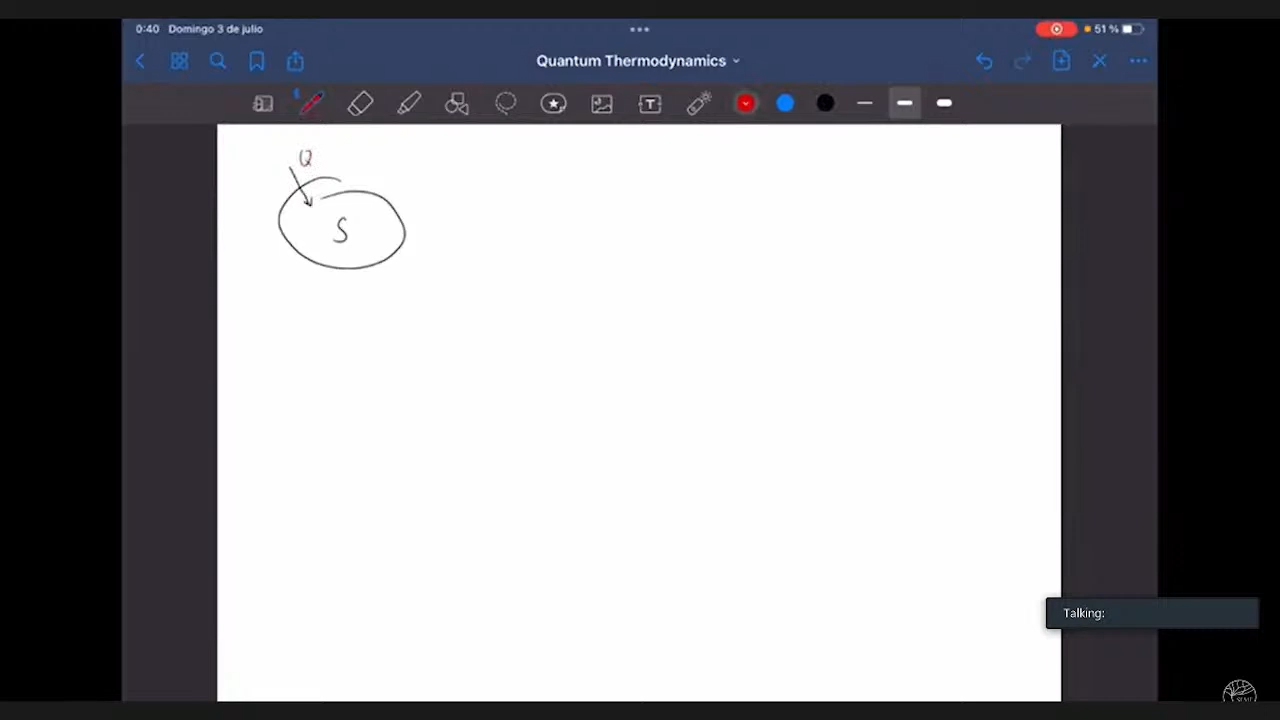 0:40 Domingo 3 de julio
51 %
Quantum Thermodynamics
T
Q
S
Talking: